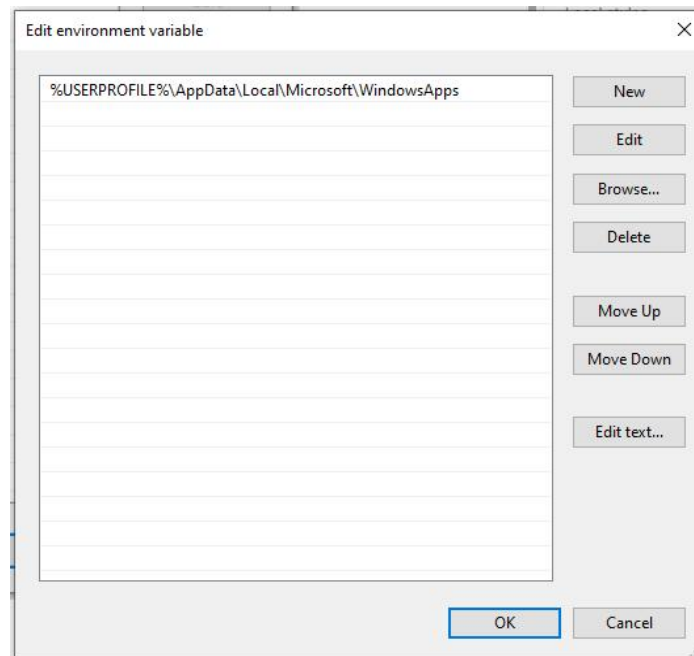 Edit environment variable
%USERPROFILE%\AppData\Local\Microsoft\WindowsApps
New
Edit
Browse...
Delete
Move Up
Move Down
Edit text...
OK
Cancel